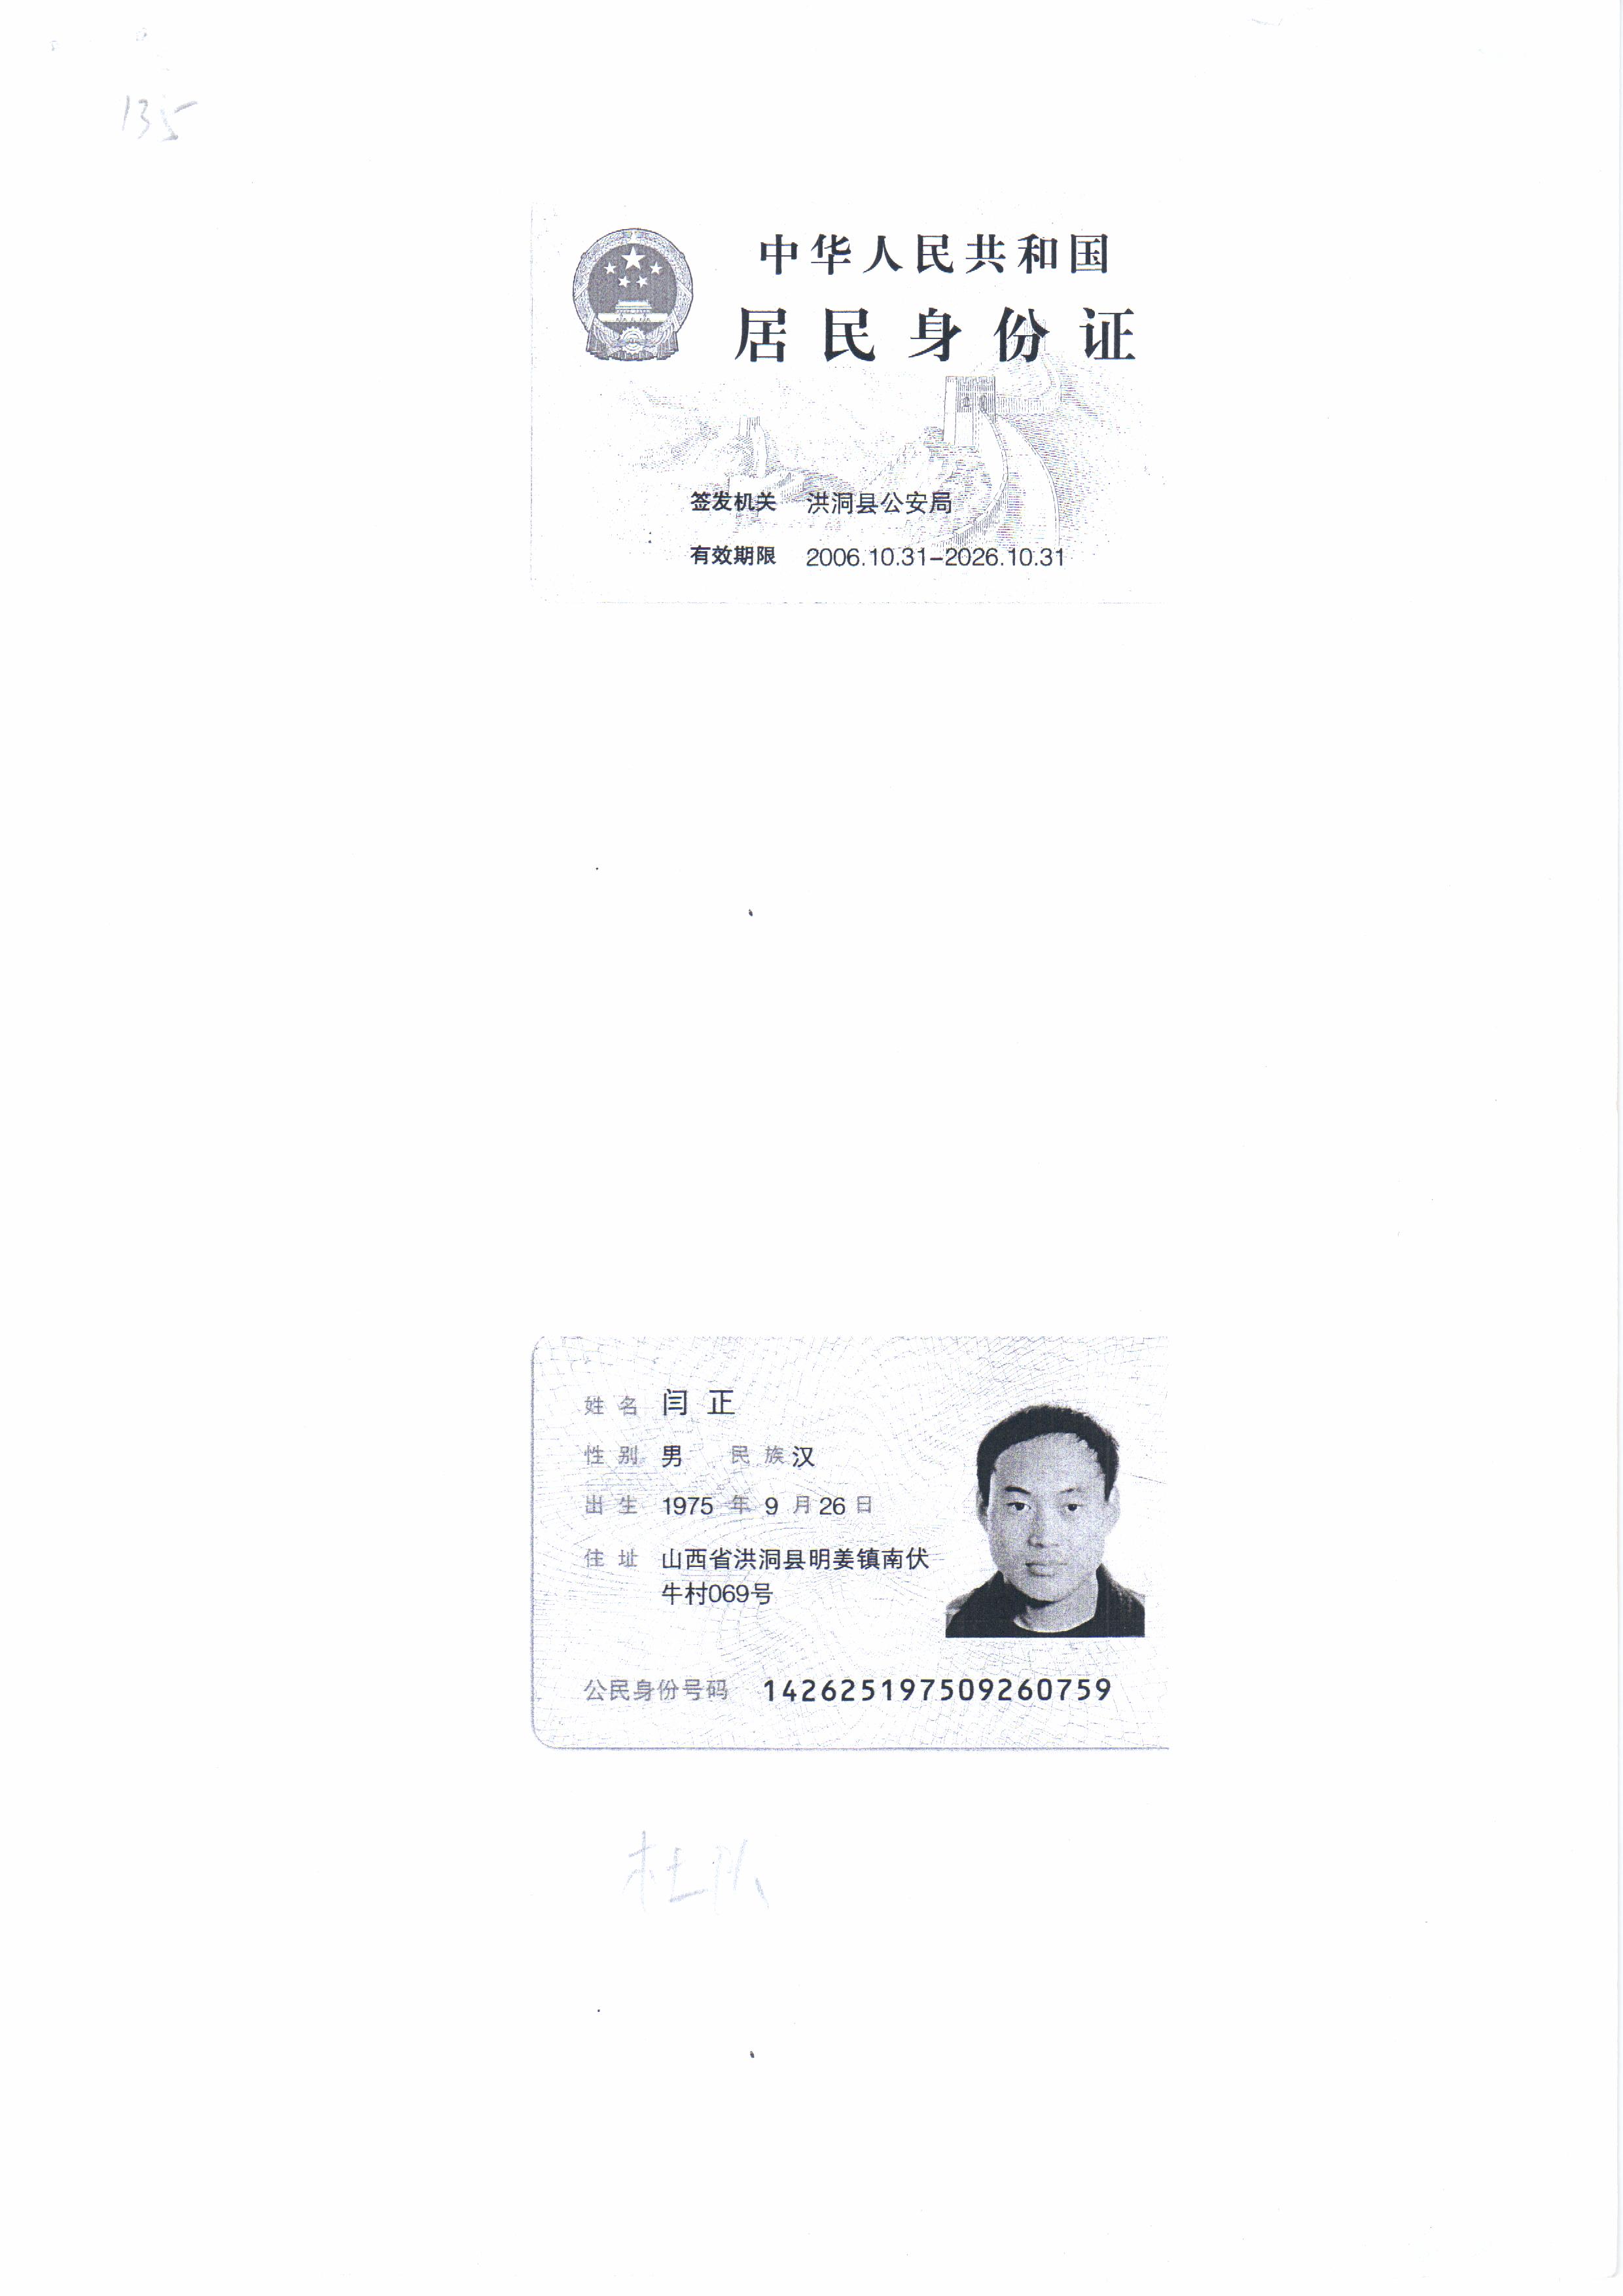 135
中华人民共和国
居民身份证
签发机关 洪洞县公安局
有效期限 2006.10.31-2026.10.31
姓名 闫正
性别 男 民族 汉
出生 1975 年 9 月 26 日
住址 山西省洪洞县明姜镇南伏
牛村069号
公民身份号码 142625197509260759
杜队